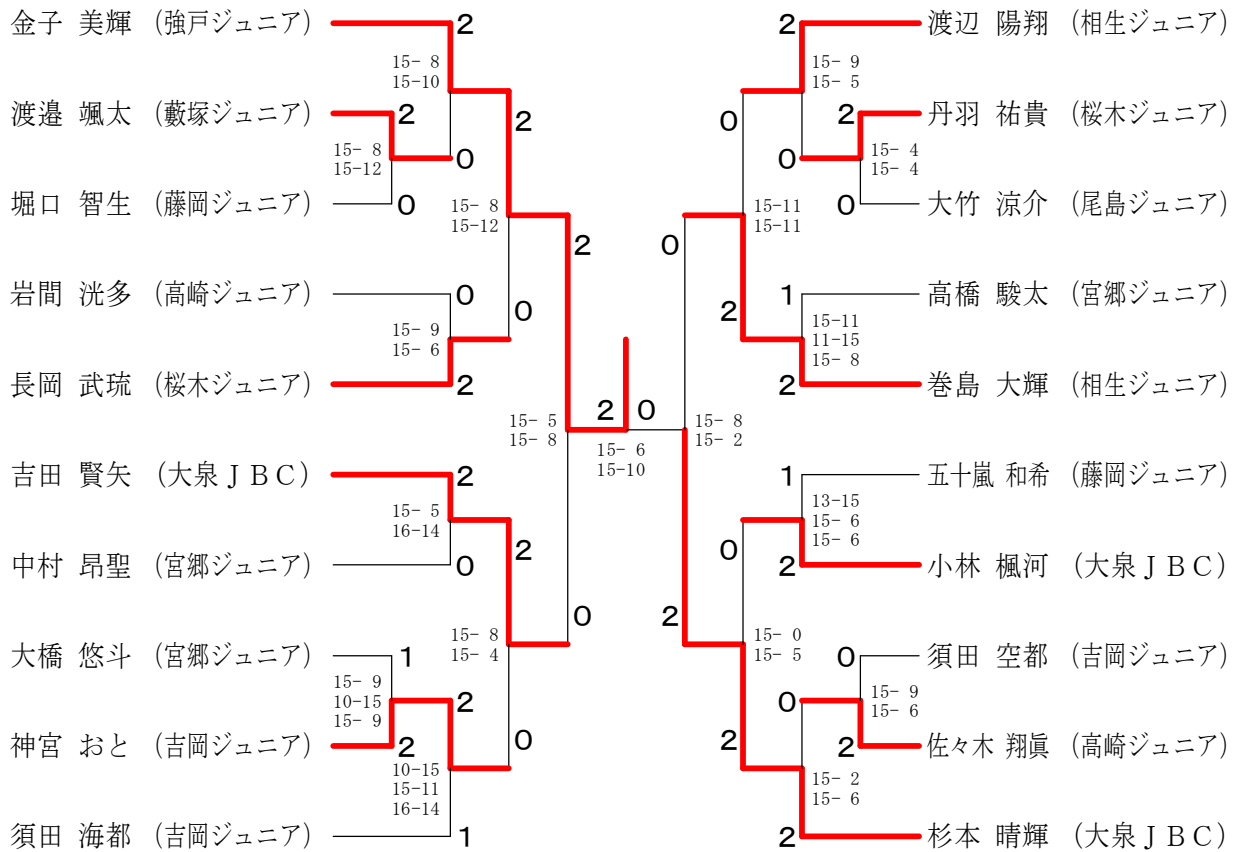 金子 美輝 (強戸ジュニア) 2 2 渡辺 陽翔 (相生ジュニア)
15- 8 15- 9
15-10 15- 5
渡邉 颯太 (藪塚ジュニア) 2 2 0 2 丹羽 祐貴 (桜木ジュニア)
15- 8 0 0 15- 4
15-12 15- 4
堀口 智生 (藤岡ジュニア) 0 15- 8 15-11 0 大竹 涼介 (尾島ジュニア)
15-12 15-11
2 0
岩間 洸多 (高崎ジュニア) 0 0 2 1 高橋 駿太 (宮郷ジュニア)
15- 9 15-11
15- 6 11-15
15- 8
長岡 武琉 (桜木ジュニア) 2 2 巻島 大輝 (相生ジュニア)
15- 5 2 0 15- 8
15- 8 15- 6 15- 2
15-10
吉田 賢矢 (大泉ＪＢＣ) 2 1 五十嵐 和希 (藤岡ジュニア)
15- 5 13-15
16-14 15- 6
15- 6
中村 昂聖 (宮郷ジュニア) 0 2 0 2 小林 楓河 (大泉ＪＢＣ)
0 2
大橋 悠斗 (宮郷ジュニア) 1 15- 8 15- 0 0 須田 空都 (吉岡ジュニア)
15- 4 15- 5
15- 9 2 0 15- 9
10-15 15- 6
15- 9
神宮 おと (吉岡ジュニア) 2 0 2 2 佐々木 翔眞 (高崎ジュニア)
10-15 15- 2
15-11 15- 6
16-14
須田 海都 (吉岡ジュニア) 1 2 杉本 晴輝 (大泉ＪＢＣ)